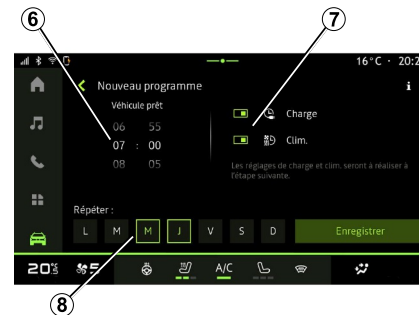 6
7
16°C · 20:2
Nouveau programme
i
Véhicule prêt
06 55
07 : 00
08 05
Charge
Clim.
Les réglages de charge et clim. seront à réaliser à
l'étape suivante.
Répéter :
L M M J V S D
Enregistrer
20 5 A/C
8